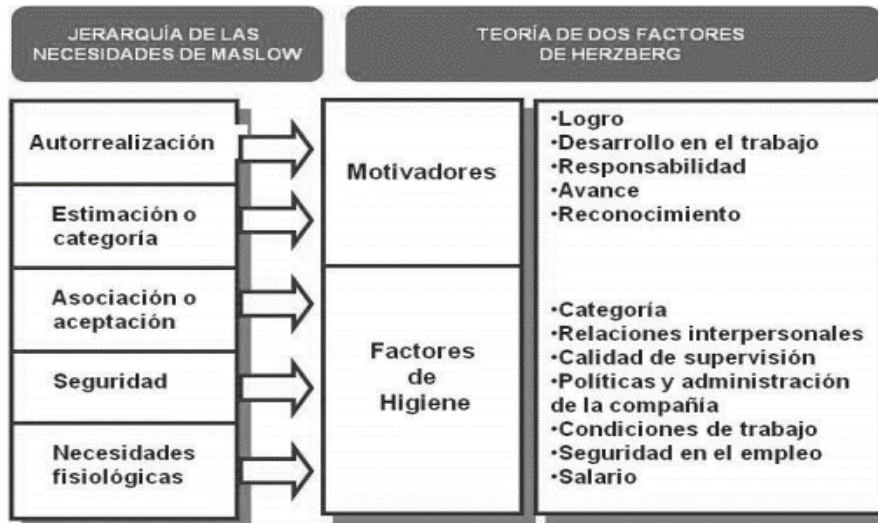 JERARQUÍA DE LAS
NECESIDADES DE MASLOW
TEORÍA DE DOS FACTORES
DE HERZBERG
Autorrealización
Estimación o
categoría
Asociación o
aceptación
Seguridad
Necesidades
fisiológicas
Motivadores
Factores
de
Higiene
•Logro
•Desarrollo en el trabajo
•Responsabilidad
•Avance
•Reconocimiento
•Categoría
•Relaciones interpersonales
•Calidad de supervisión
•Políticas y administración
de la compañía
•Condiciones de trabajo
•Seguridad en el empleo
•Salario